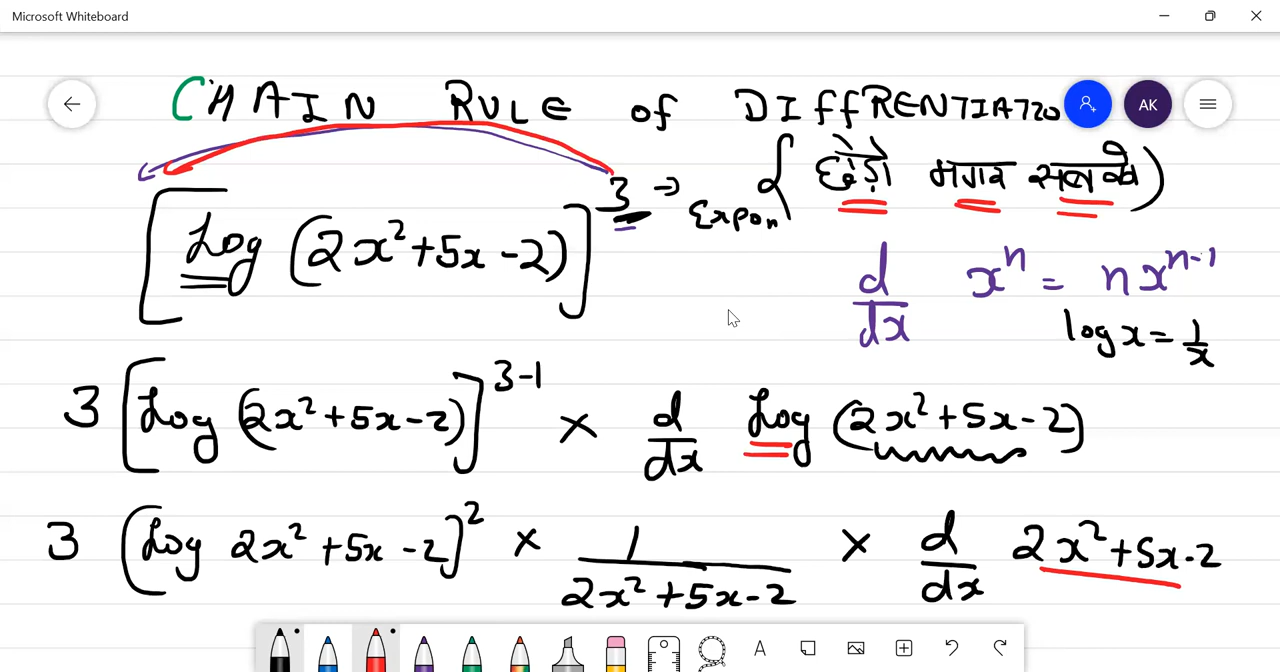 Microsoft Whiteboard
CHAIN RULE of DIffRENTIATIO
AK
[Log (2x²+5x-2)]³ → Expon
मगर
d/dx xⁿ = nxⁿ⁻¹
log x = 1/x
3 [Log (2x²+5x-2)]³⁻¹ × d/dx Log (2x²+5x-2)
3 (Log 2x²+5x-2]² × 1/(2x²+5x-2) × d/dx 2x²+5x-2
A